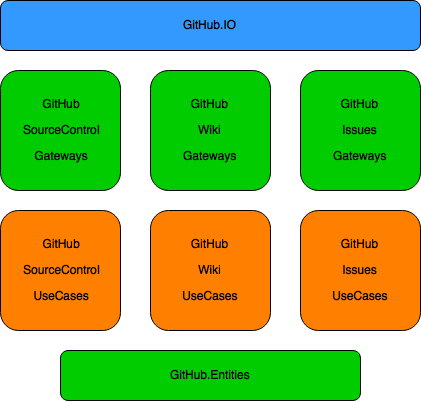 GitHub.IO
GitHub
SourceControl
Gateways
GitHub
Wiki
Gateways
GitHub
Issues
Gateways
GitHub
SourceControl
UseCases
GitHub
Wiki
UseCases
GitHub
Issues
UseCases
GitHub.Entities